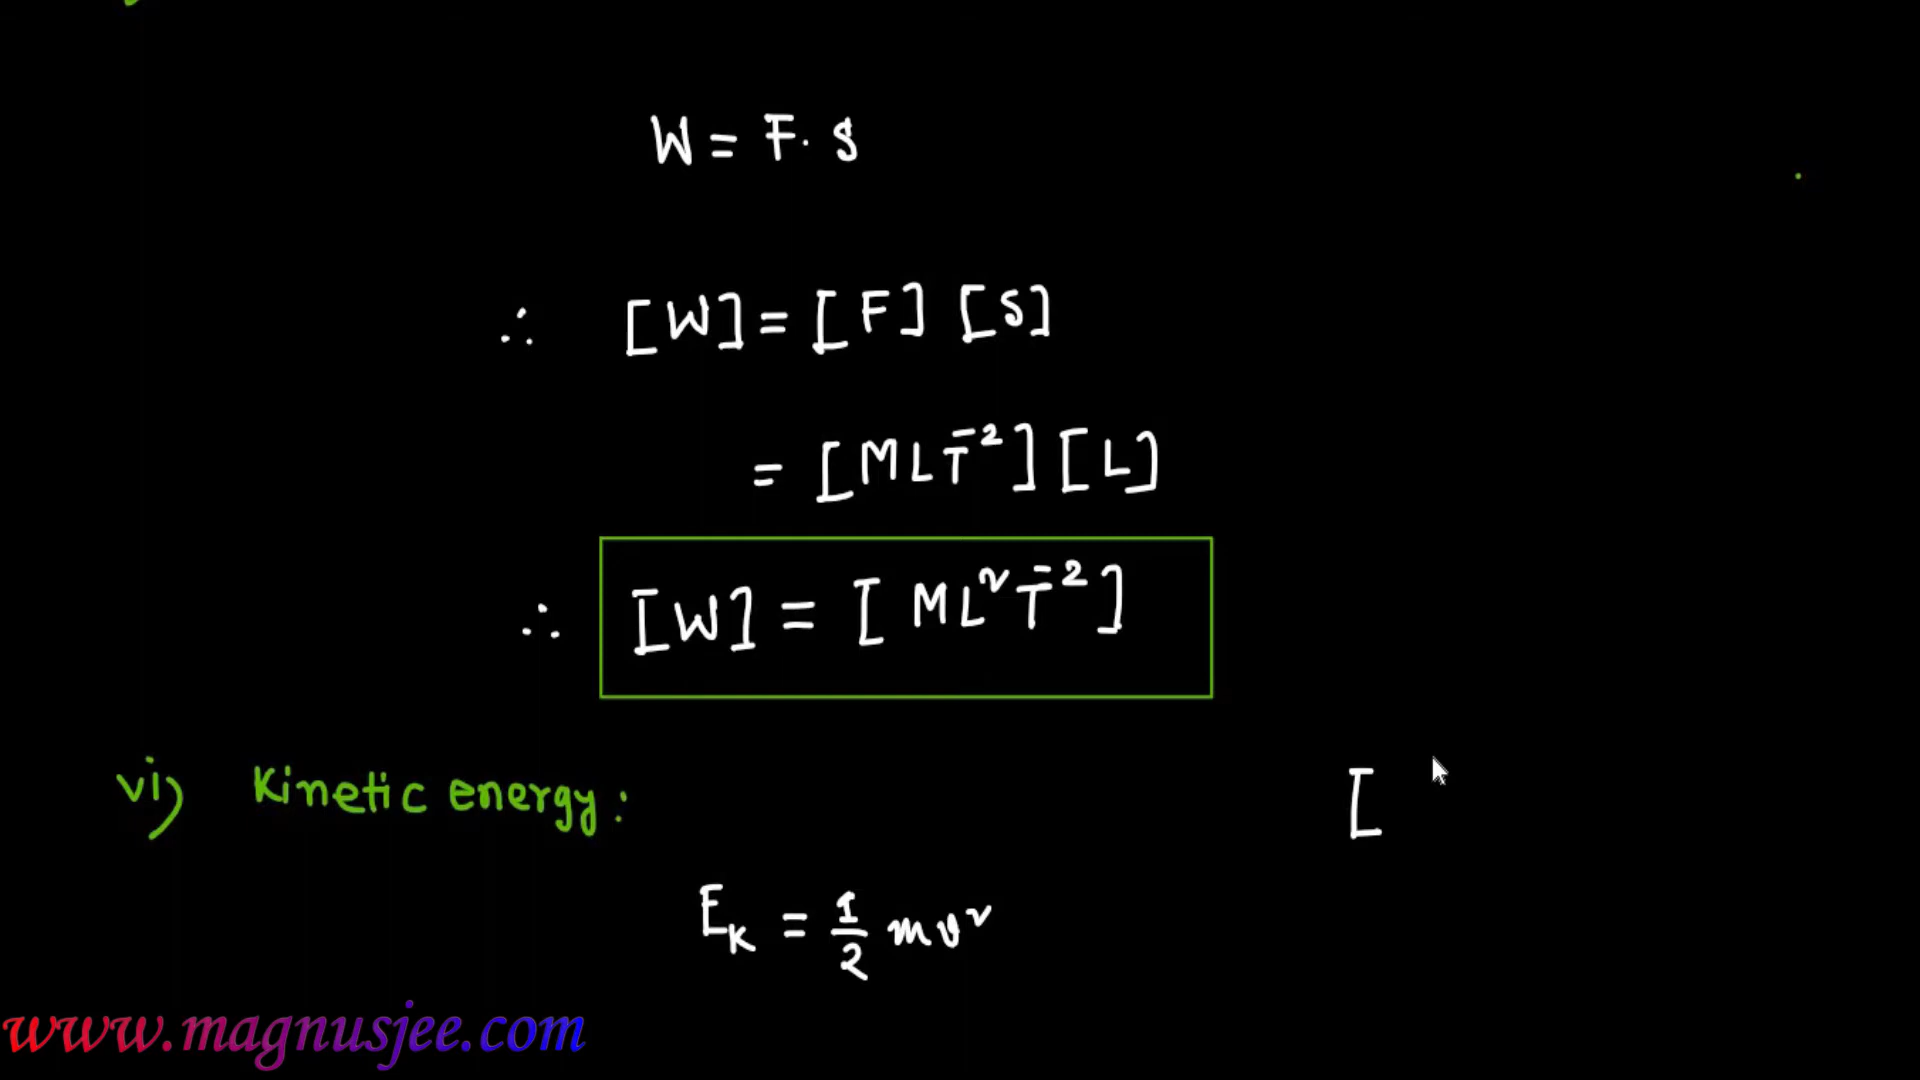 W = F. S
∴ [W] = [F] [S]
= [MLT⁻²] [L]
∴ [W] = [ML²T⁻²]
vi) Kinetic energy :
[
Eₖ = 1/2 mv²
www.magnusjee.com